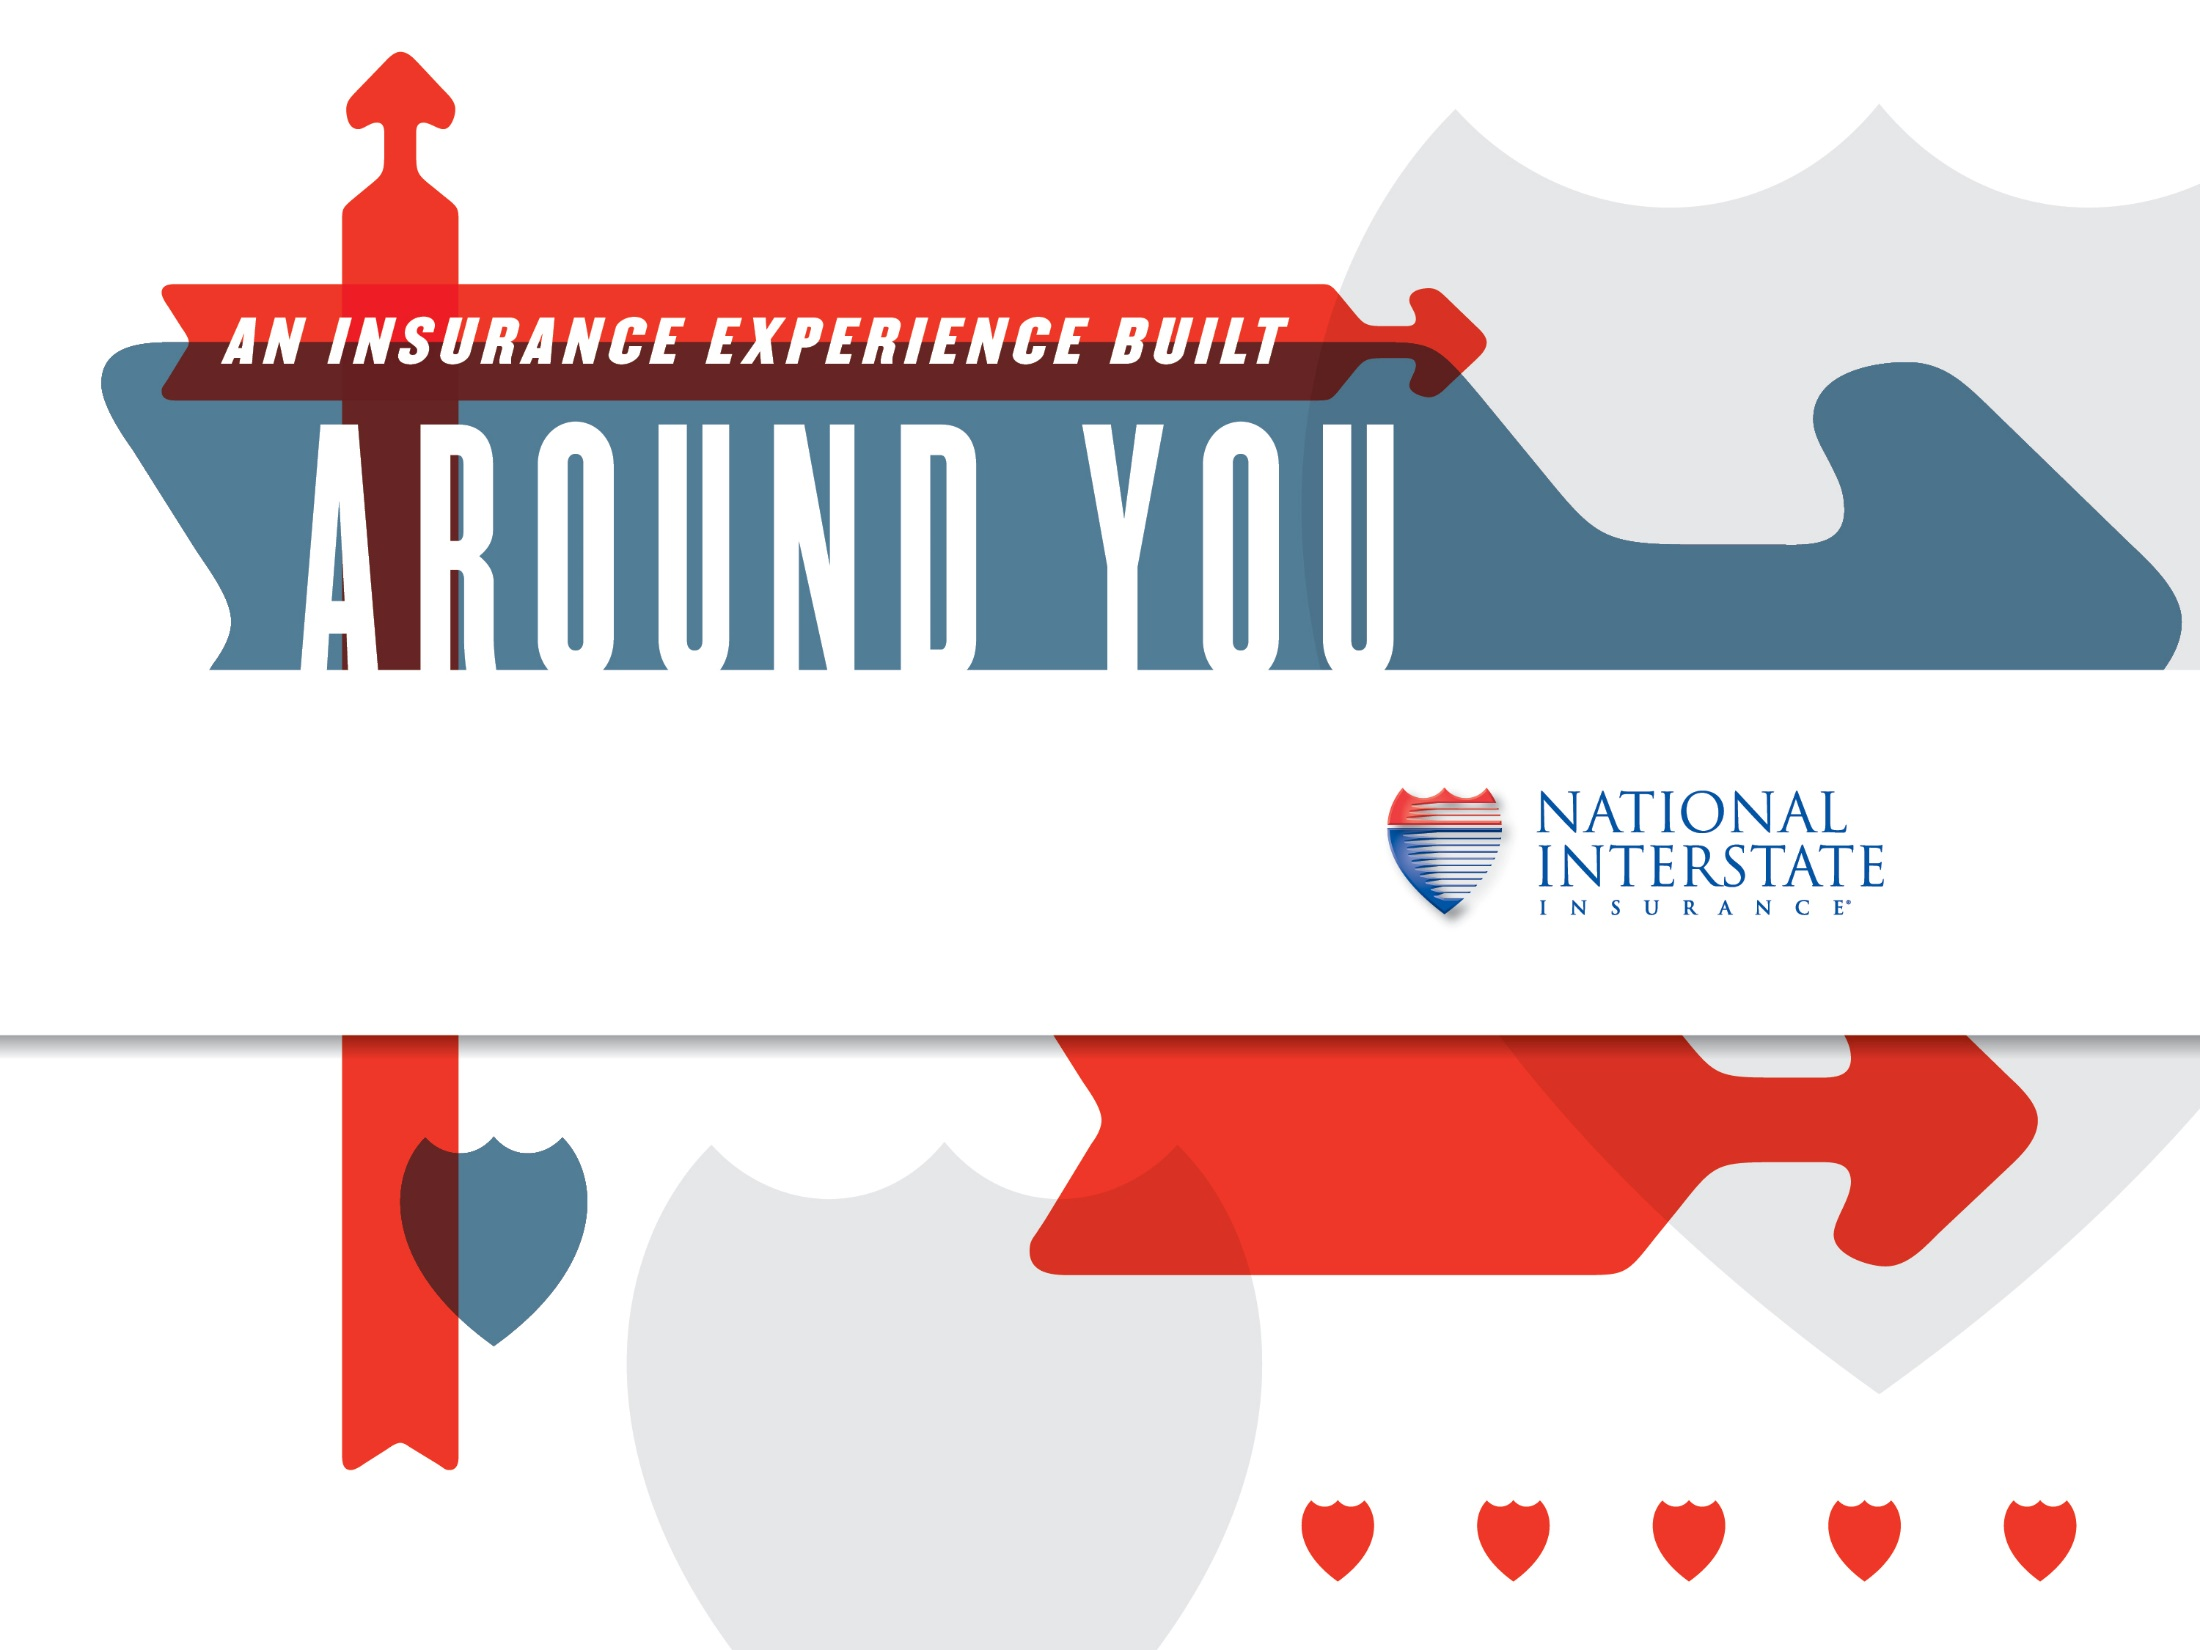 AN INSURANCE EXPERIENCE BUILT
AROUND YOU
NATIONAL
INTERSTATE
INSURANCE®